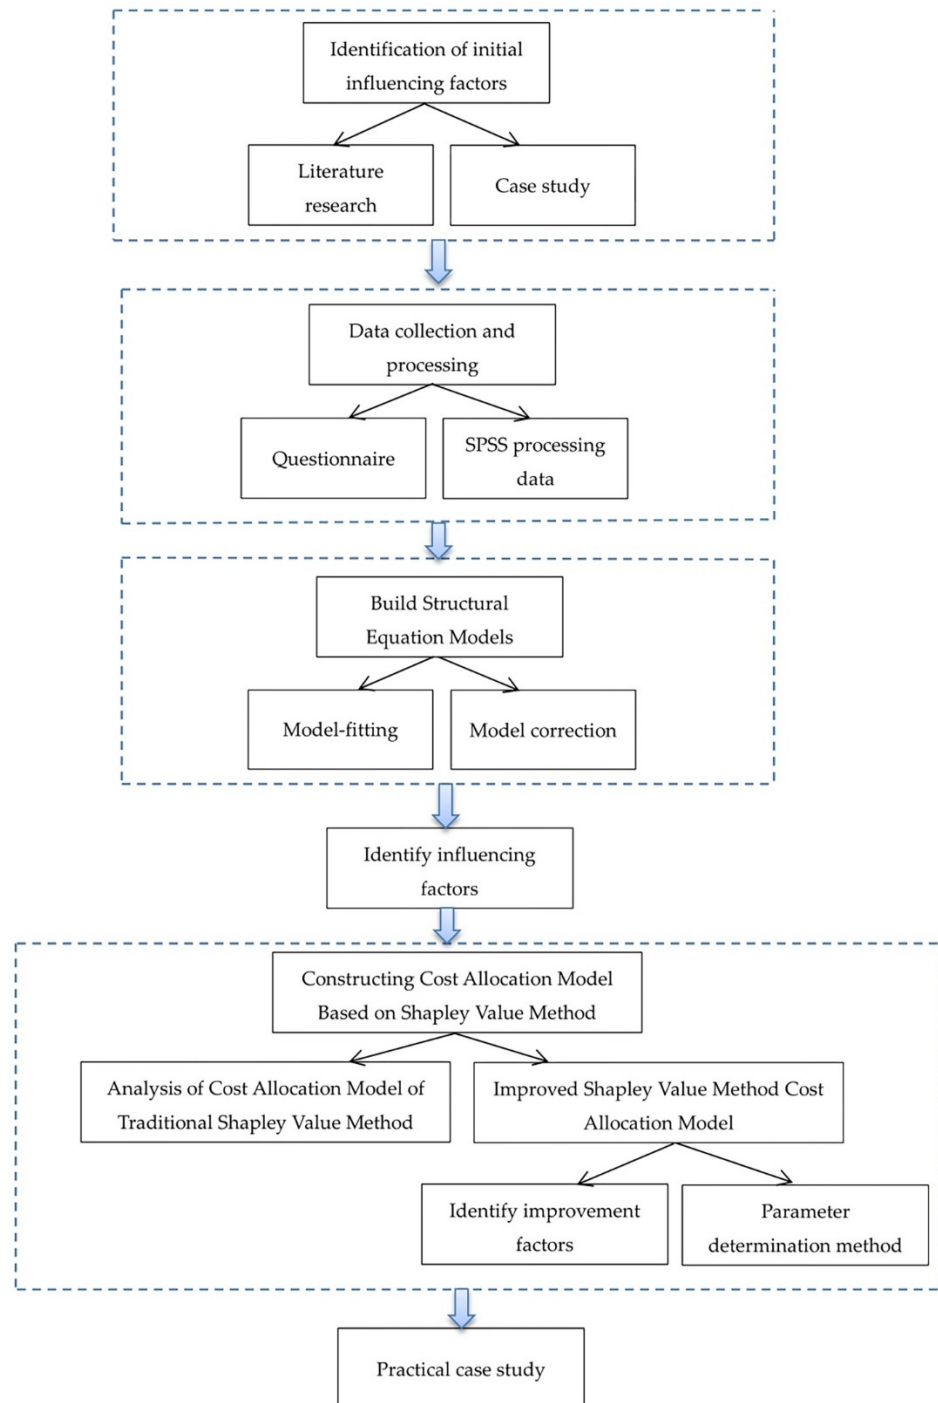 Identification of initial
influencing factors
Literature
research
Case study
Data collection and
processing
Questionnaire
SPSS processing
data
Build Structural
Equation Models
Model-fitting
Model correction
Identify influencing
factors
Constructing Cost Allocation Model
Based on Shapley Value Method
Analysis of Cost Allocation Model of
Traditional Shapley Value Method
Improved Shapley Value Method Cost
Allocation Model
Identify improvement
factors
Parameter
determination method
Practical case study